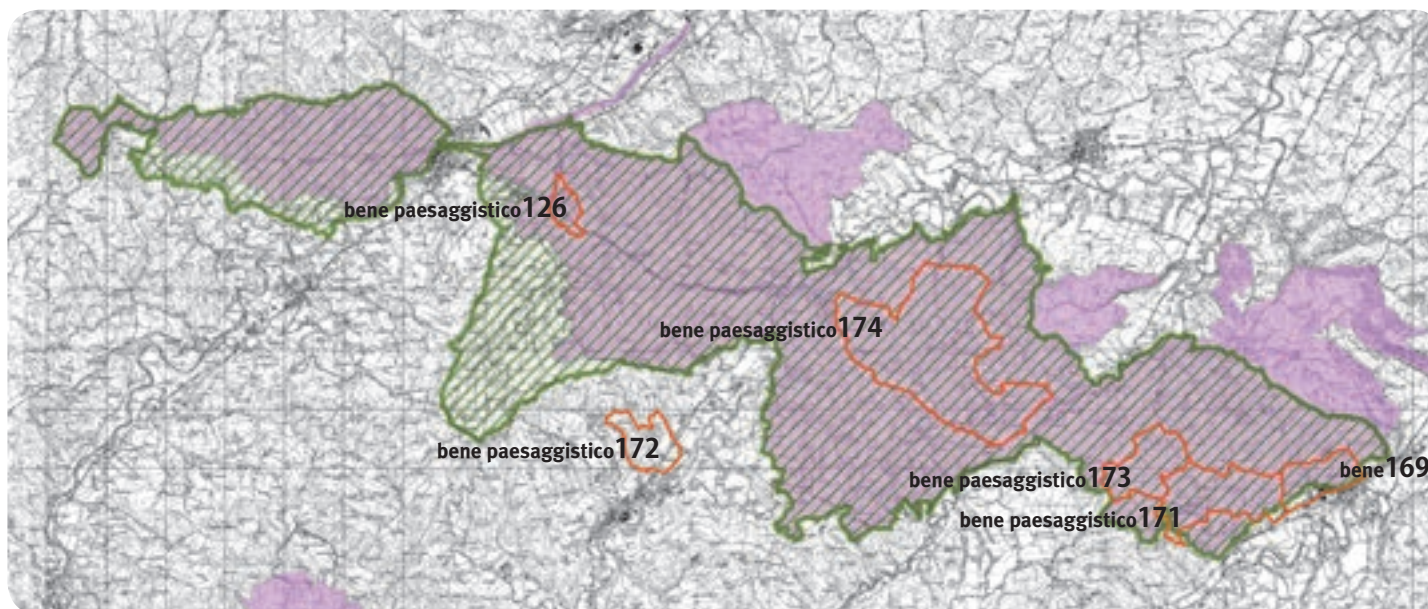 bene paesaggistico126
bene paesaggistico174
bene paesaggistico172
bene paesaggistico173
bene169
bene paesaggistico171